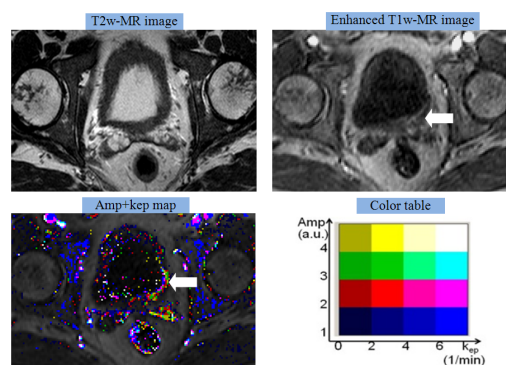 T2w-MR image
Enhanced T1w-MR image
Amp+kep map
Color table
Amp
(a.u.)
4
3
2
1
0 2 4 6 kep
(1/min)